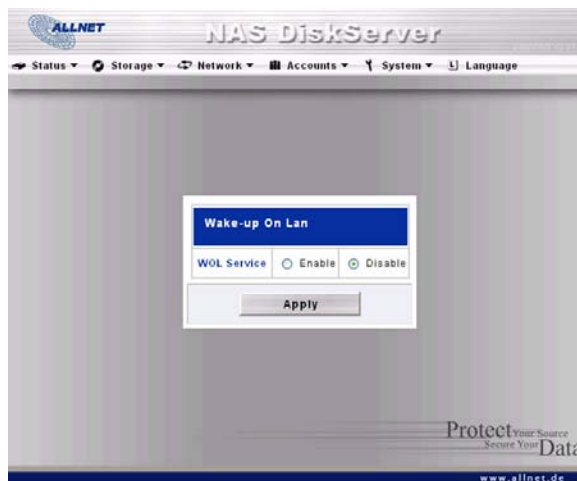 ALLNET
NAS DiskServer
Status Storage Network Accounts System Language
Wake-up On Lan
WOL Service Enable Disable
Apply
Protect Your Source
Secure Your Data
www.allnet.de